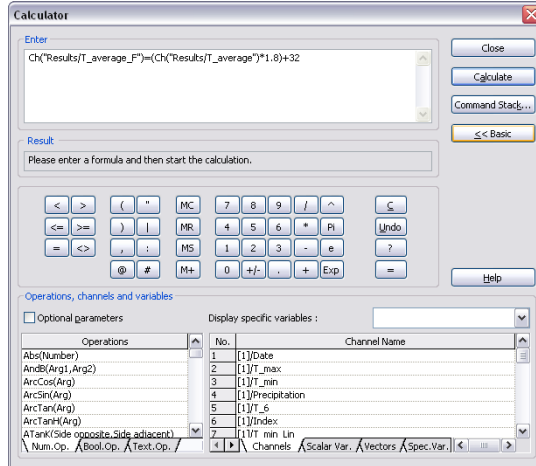 Calculator
Enter
Ch("Results/T_average_F")=(Ch("Results/T_average")*1.8)+32
Close
Calculate
Command Stack...
<< Basic
Result
Please enter a formula and then start the calculation.
< > ( " MC 7 8 9 / ^ C
<= >= ) | MR 4 5 6 * Pi Undo
= <> , : MS 1 2 3 - e ?
@ # M+ 0 +/- . + Exp =
Help
Operations, channels and variables
Optional parameters
Display specific variables :
Operations
No. Channel Name
Abs(Number)
1 [1]/Date
AndB(Arg1,Arg2)
2 [1]/T_max
ArcCos(Arg)
3 [1]/T_min
ArcSin(Arg)
4 [1]/Precipitation
ArcTan(Arg)
5 [1]/T_6
ArcTanH(Arg)
6 [1]/Index
ATanK(Side opposite,Side adjacent)
7 [1]/T_min_Lin
Num.Op. Bool.Op. Text.Op.
Channels Scalar Var. Vectors Spec.Var.